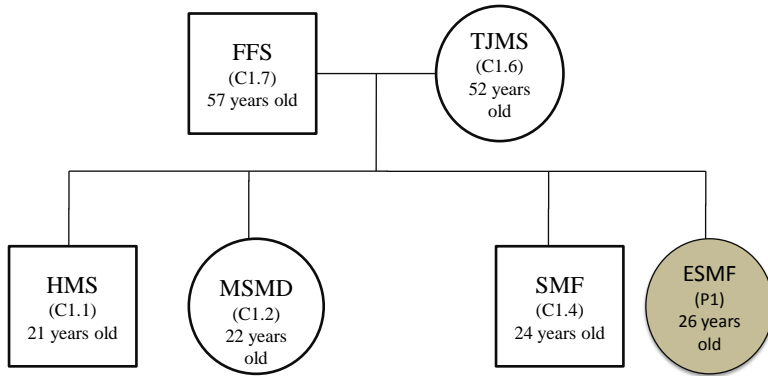 FFS
(C1.7)
57 years old
TJMS
(C1.6)
52 years
old
HMS
(C1.1)
21 years old
MSMD
(C1.2)
22 years
old
SMF
(C1.4)
24 years old
ESMF
(P1)
26 years
old